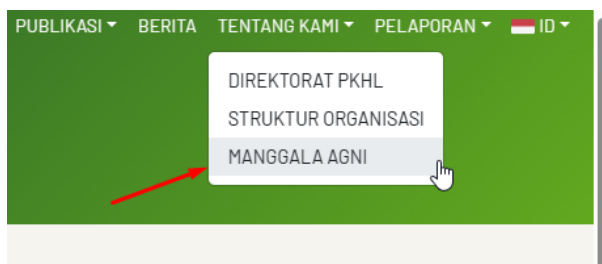 PUBLIKASI BERITA TENTANG KAMI PELAPORAN ID
DIREKTORAT PKHL
STRUKTUR ORGANISASI
MANGGALA AGNI